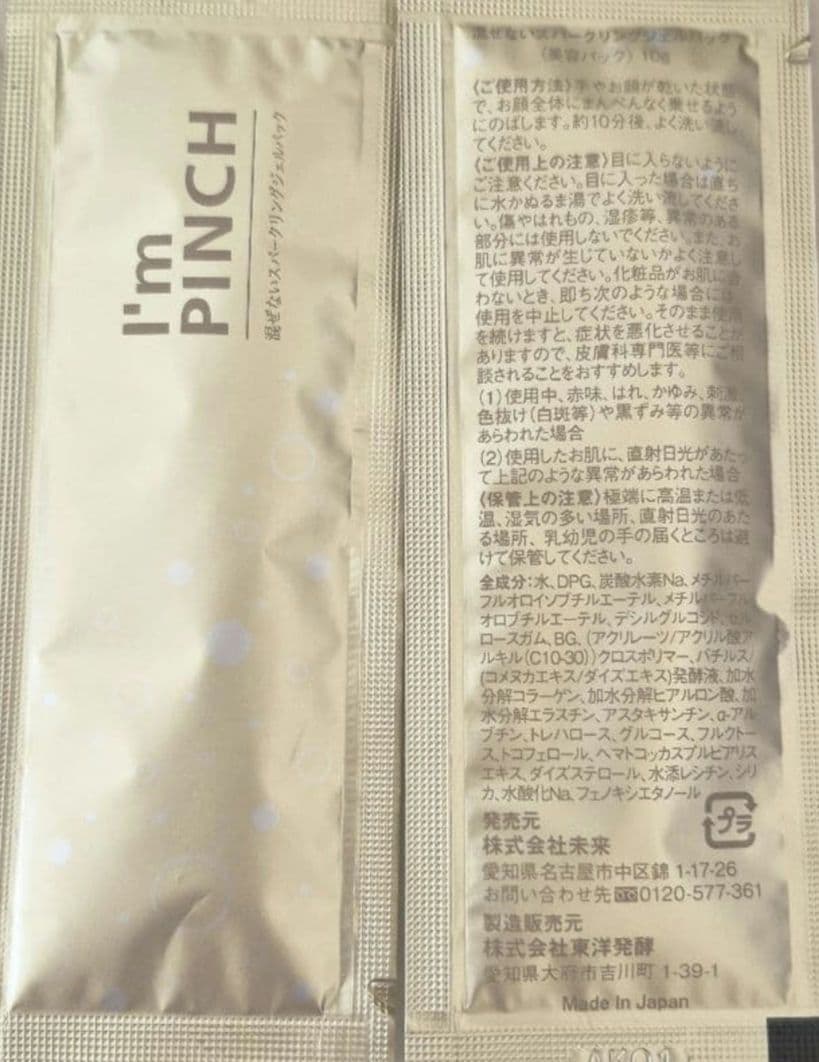 I'm
PINCH
混ぜないスパークリングジェルパック
混ぜないスパークリングジェルパック
(美容パック) 10g
〈ご使用方法〉手やお顔が乾いた状態
で、お顔全体にまんべんなく乗せるよう
にのばします。約10分後、よく洗い流し
てください。
〈ご使用上の注意〉目に入らないように
ご注意ください。目に入った場合は直ち
に水かぬるま湯でよく洗い流してくださ
い。傷やはれもの、湿疹等、異常のある
部分には使用しないでください。また、お
肌に異常が生じていないかよく注意し
て使用してください。化粧品がお肌に合
わないとき、即ち次のような場合には、
使用を中止してください。そのまま使用
を続けますと、症状を悪化させることが
ありますので、皮膚科専門医等にご相
談されることをおすすめします。
(1)使用中、赤味、はれ、かゆみ、刺激、
色抜け(白斑等)や黒ずみ等の異常が
あらわれた場合
(2)使用したお肌に、直射日光があたっ
て上記のような異常があらわれた場合
〈保管上の注意〉極端に高温または低
温、湿気の多い場所、直射日光のあた
る場所、乳幼児の手の届くところは避
けて保管してください。
全成分：水、DPG、炭酸水素Na、メチルパー
フルオロイソブチルエーテル、メチルパーフル
オロブチルエーテル、デシルグルコシド、セル
ロースガム、BG、(アクリレーツ/アクリル酸ア
ルキル(C10-30))クロスポリマー、バチルス/
(コメヌカエキス/ダイズエキス)発酵液、加水
分解コラーゲン、加水分解ヒアルロン酸、加
水分解エラスチン、アスタキサンチン、α-アル
ブチン、トレハロース、グルコース、フルクトー
ス、トコフェロール、ヘマトコッカスプルビアリス
エキス、ダイズステロール、水添レシチン、シリ
カ、水酸化Na、フェノキシエタノール
プラ
発売元
株式会社未来
愛知県名古屋市中区錦 1-17-26
お問い合わせ先 0120-577-361
製造販売元
株式会社東洋発酵
愛知県大府市吉川町 1-39-1
Made In Japan